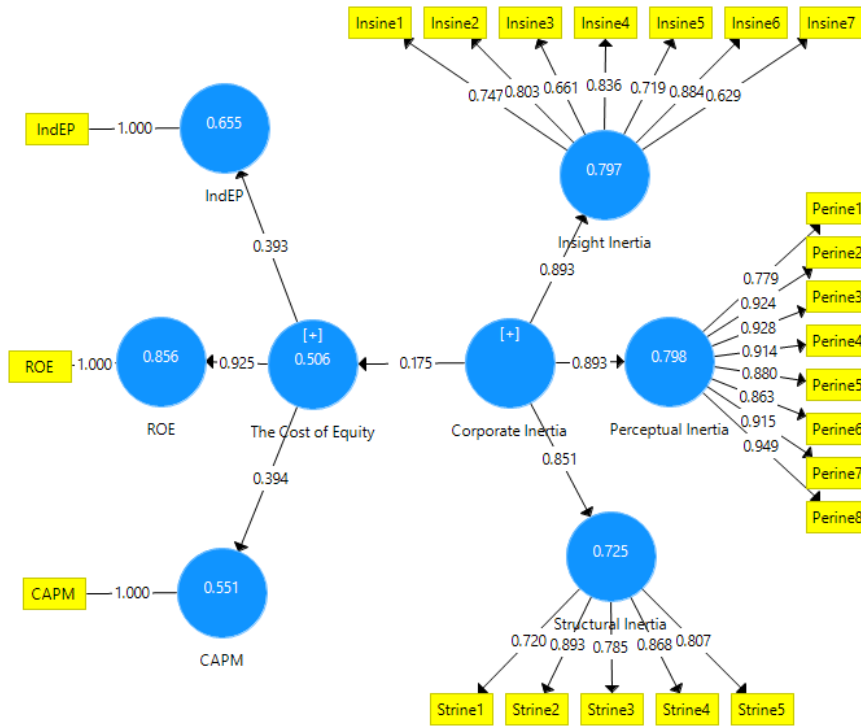 Insine1 Insine2 Insine3 Insine4 Insine5 Insine6 Insine7
0.747 0.803 0.661 0.836 0.719 0.884 0.629
IndEP 1.000 0.655
IndEP
0.797
Insight Inertia
0.393
0.893
Perine1
Perine2
Perine3
Perine4
Perine5
Perine6
Perine7
Perine8
0.779
0.924
0.928
0.914
0.880
0.863
0.915
0.949
ROE 1.000 0.856 0.925 [+] 0.506 0.175 [+] 0.893 0.798
ROE The Cost of Equity Corporate Inertia Perceptual Inertia
0.394
0.851
CAPM 1.000 0.551
CAPM
0.725
Structural Inertia
0.720 0.893 0.785 0.868 0.807
Strine1 Strine2 Strine3 Strine4 Strine5